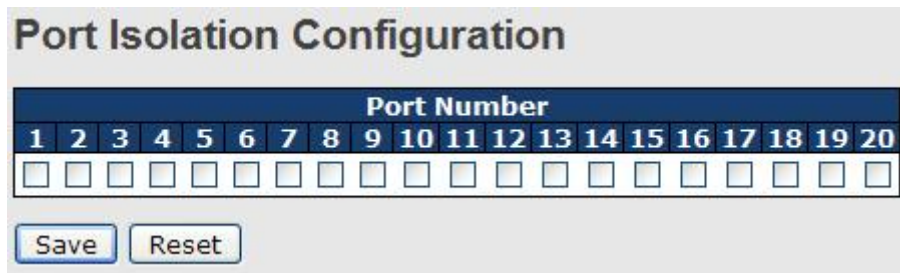 Port Isolation Configuration
Port Number
1 2 3 4 5 6 7 8 9 10 11 12 13 14 15 16 17 18 19 20
Save Reset